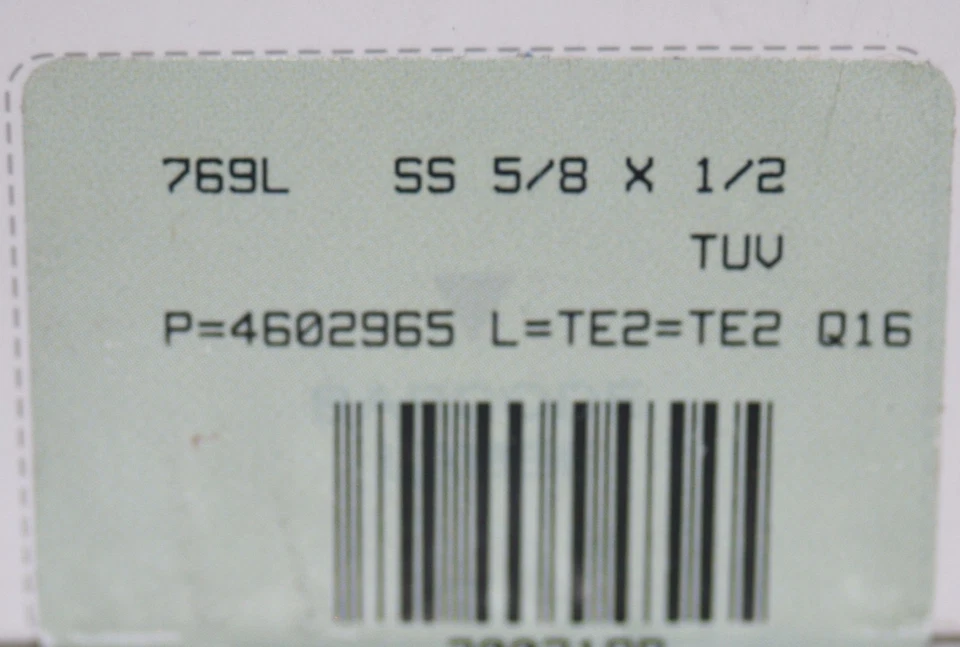 769L SS 5/8 X 1/2
TUV
P=4602965 L=TE2=TE2 Q16